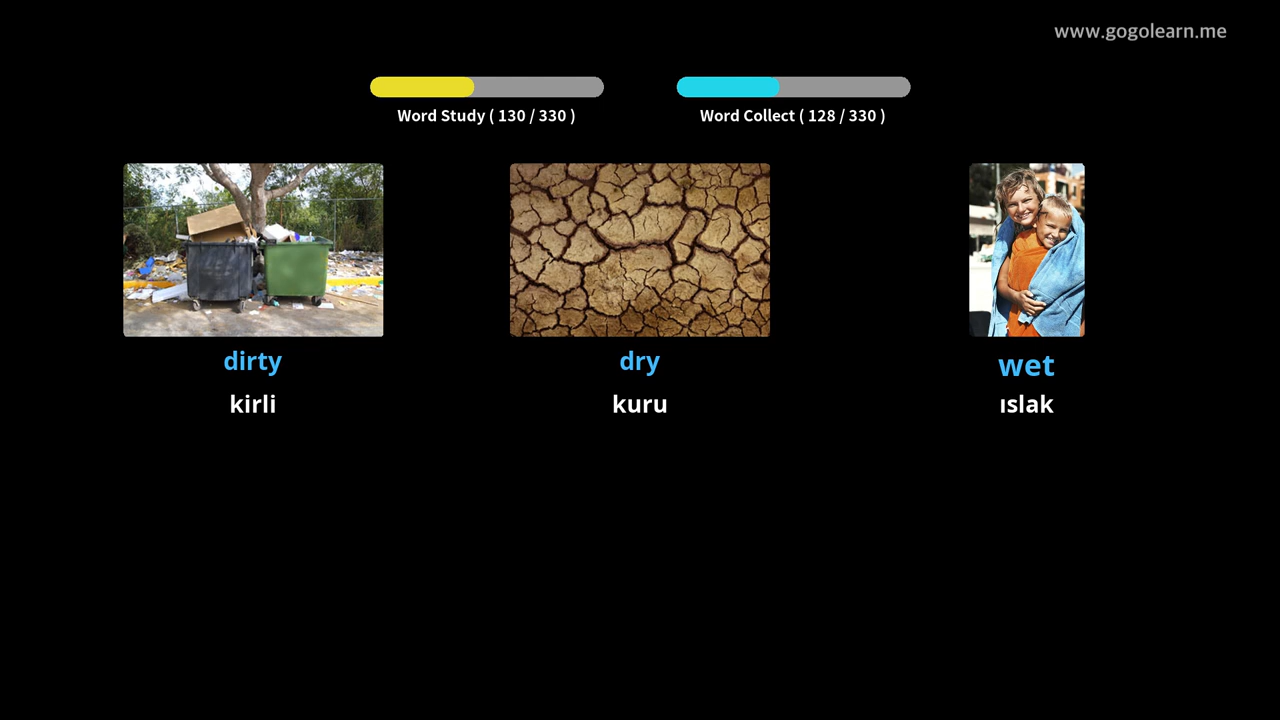 www.gogolearn.me
Word Study ( 130 / 330 )
Word Collect ( 128 / 330 )
dirty
kirli
dry
kuru
wet
ıslak